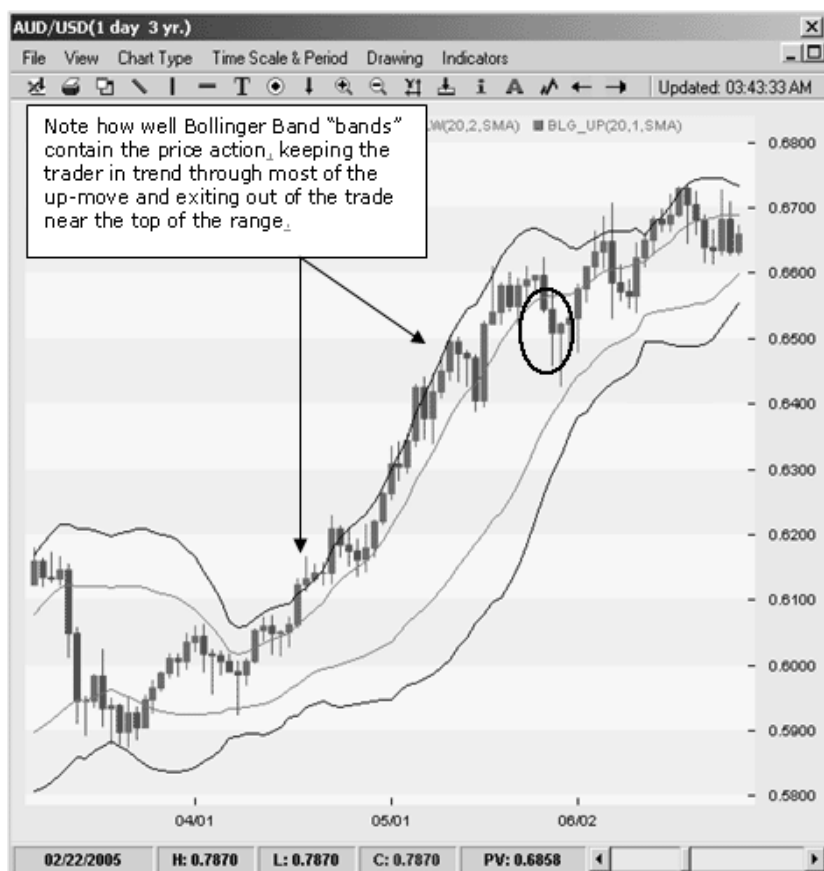 AUD/USD(1 day 3 yr.)
File View Chart Type Time Scale & Period Drawing Indicators
T i A Updated: 03:43:33 AM
Note how well Bollinger Band “bands”
contain the price action, keeping the
trader in trend through most of the
up-move and exiting out of the trade
near the top of the range.
(20,2,SMA) BLG_UP(20,1,SMA)
0.6800
0.6700
0.6600
0.6500
0.6400
0.6300
0.6200
0.6100
0.6000
0.5900
0.5800
04/01 05/01 06/02
02/22/2005 H: 0.7870 L: 0.7870 C: 0.7870 PV: 0.6858